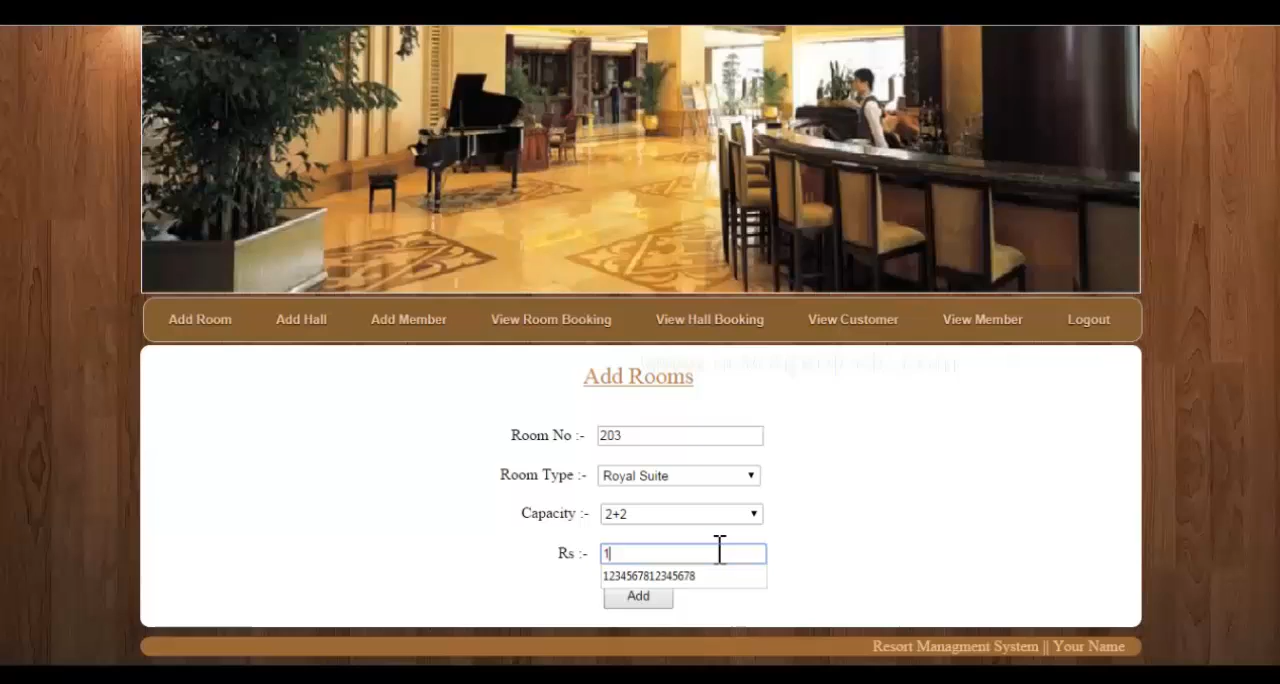 Add Room Add Hall Add Member View Room Booking View Hall Booking View Customer View Member Logout
Add Rooms
Room No :- 203
Room Type :- Royal Suite
Capacity :- 2+2
Rs :- 1
1234567812345678
Add
Resort Managment System || Your Name